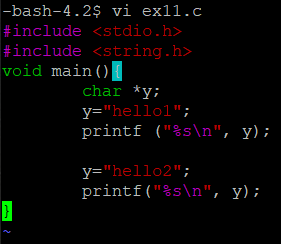 -bash-4.2$ vi ex11.c
#include <stdio.h>
#include <string.h>
void main(){
        char *y;
        y="hello1";
        printf ("%s\n", y);

        y="hello2";
        printf("%s\n", y);
}
~